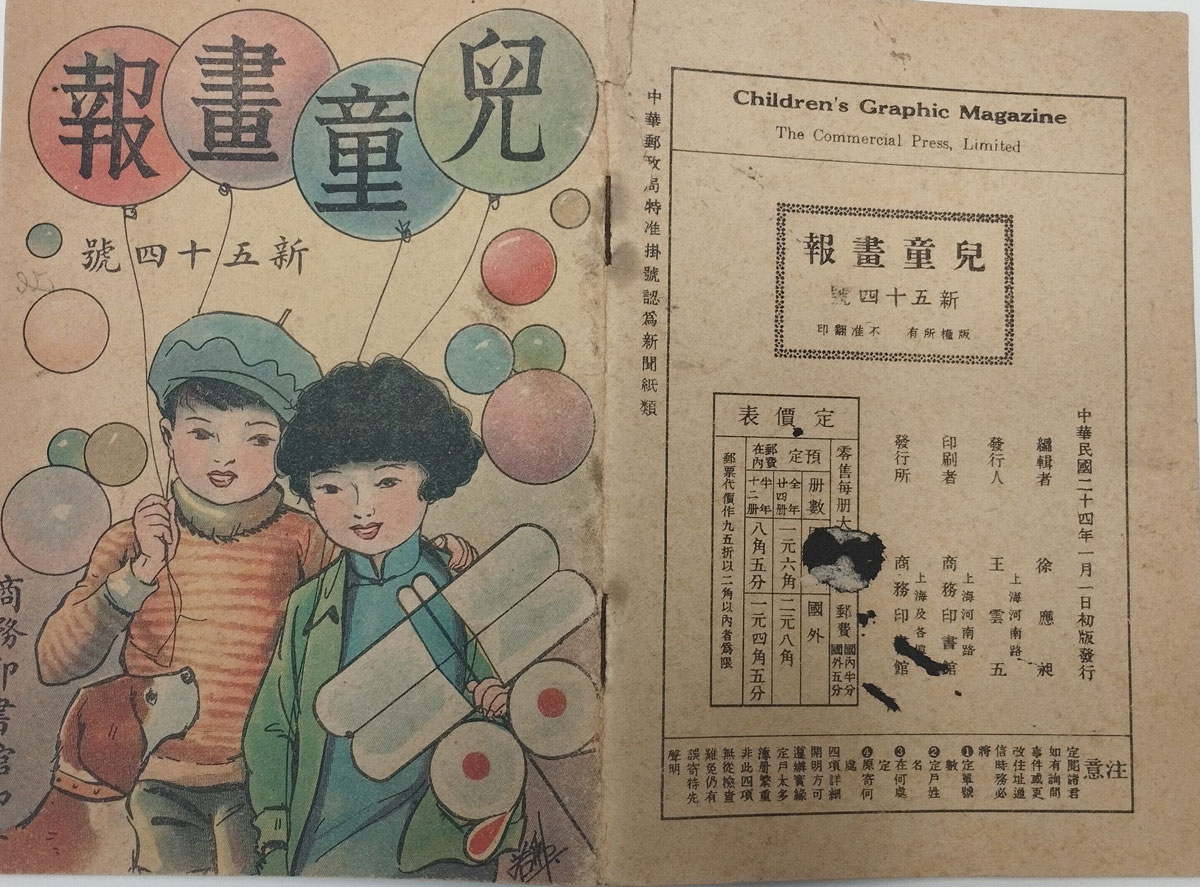 兒童畫報
新五十四號
商務印書館
中華郵政局特准掛號認爲新聞紙類
Children's Graphic Magazine
The Commercial Press, Limited
兒童畫報
新五十四號
版權所有 不准翻印
中華民國二十四年一月一日初版發行
編輯者 徐應昶
發行人 王雲五
上海河南路
印刷者 商務印書館
上海河南路
發行所 商務印書館
上海及各埠
定價表
零售每册大
郵費 國內半分 國外五分
預定
册數
國外
全年廿四册
一元六角
二元八角
半年十二册
八角五分
一元四角五分
郵費在內
郵票代價作九五折以二角以內者爲限
注意
定閱諸君
如有詢問
事件或更
改住址通
信時務必
將
❶定單號
數
❷定戶姓
名
❸在何處
定
❹原寄何
處
四項詳細
開明方可
遵辦實緣
定戶太多
簿册繁重
非此四項
無從檢查
難免仍有
誤寄特先
聲明